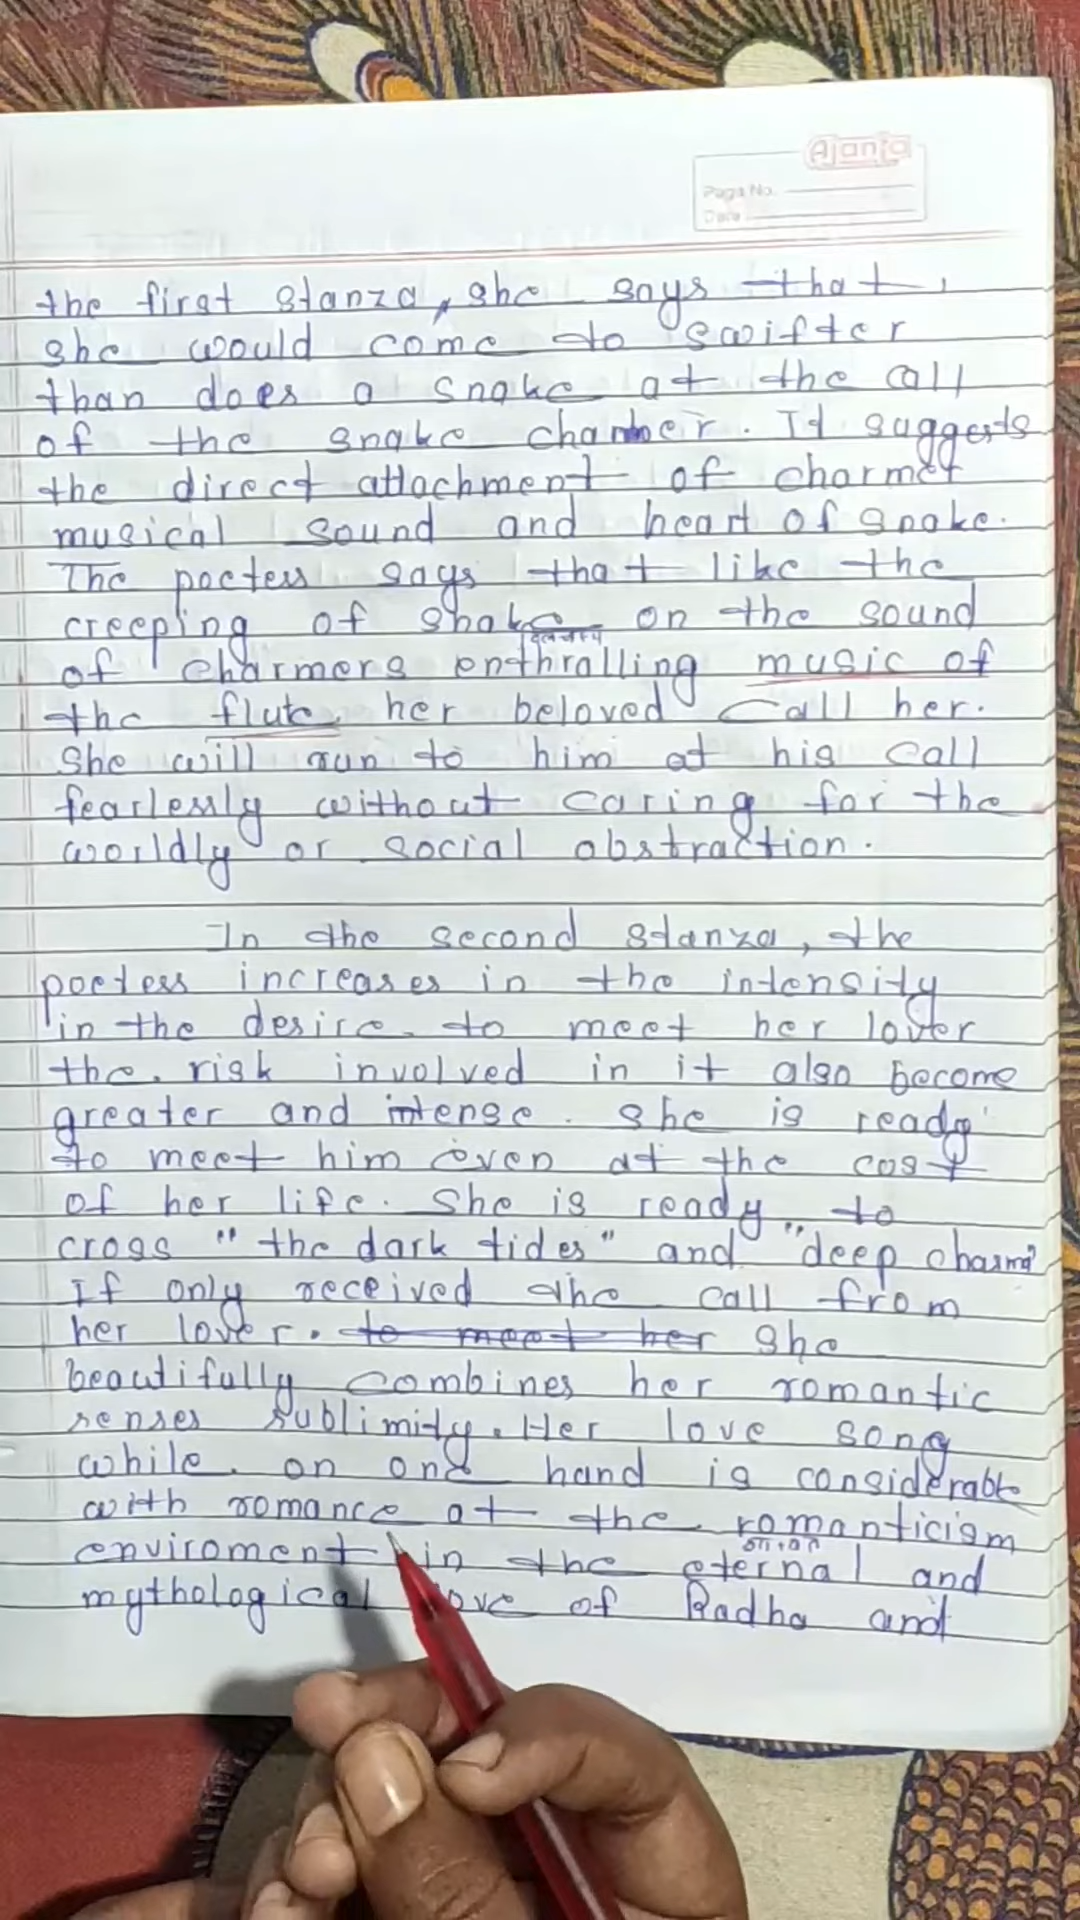 Ajanta
Page No.
Date
the first stanza, she says that,
she would come to swifter
than does a snake at the call
of the snake chamber. It suggests
the direct attachment of charmet
musical sound and heart of snake.
The poetess says that like the
creeping of snake on the sound
of charmers enthralling music of
the flute, her beloved call her.
She will run to him at his call
fearlessly without caring for the
worldly or social abstraction.
In the second stanza, the
poetess increases in the intensity
in the desire to meet her lover
the risk involved in it also become
greater and intense. She is ready
to meet him even at the cost
of her life. She is ready to
cross "the dark tides" and "deep
If only received the call from
her lover. to meet her she
beautifully combines her romantic
senses sublimity. Her love song
while on one hand is considerable
with romance at the romanticism
enviroment in the eternal and
mythological love of Radha and